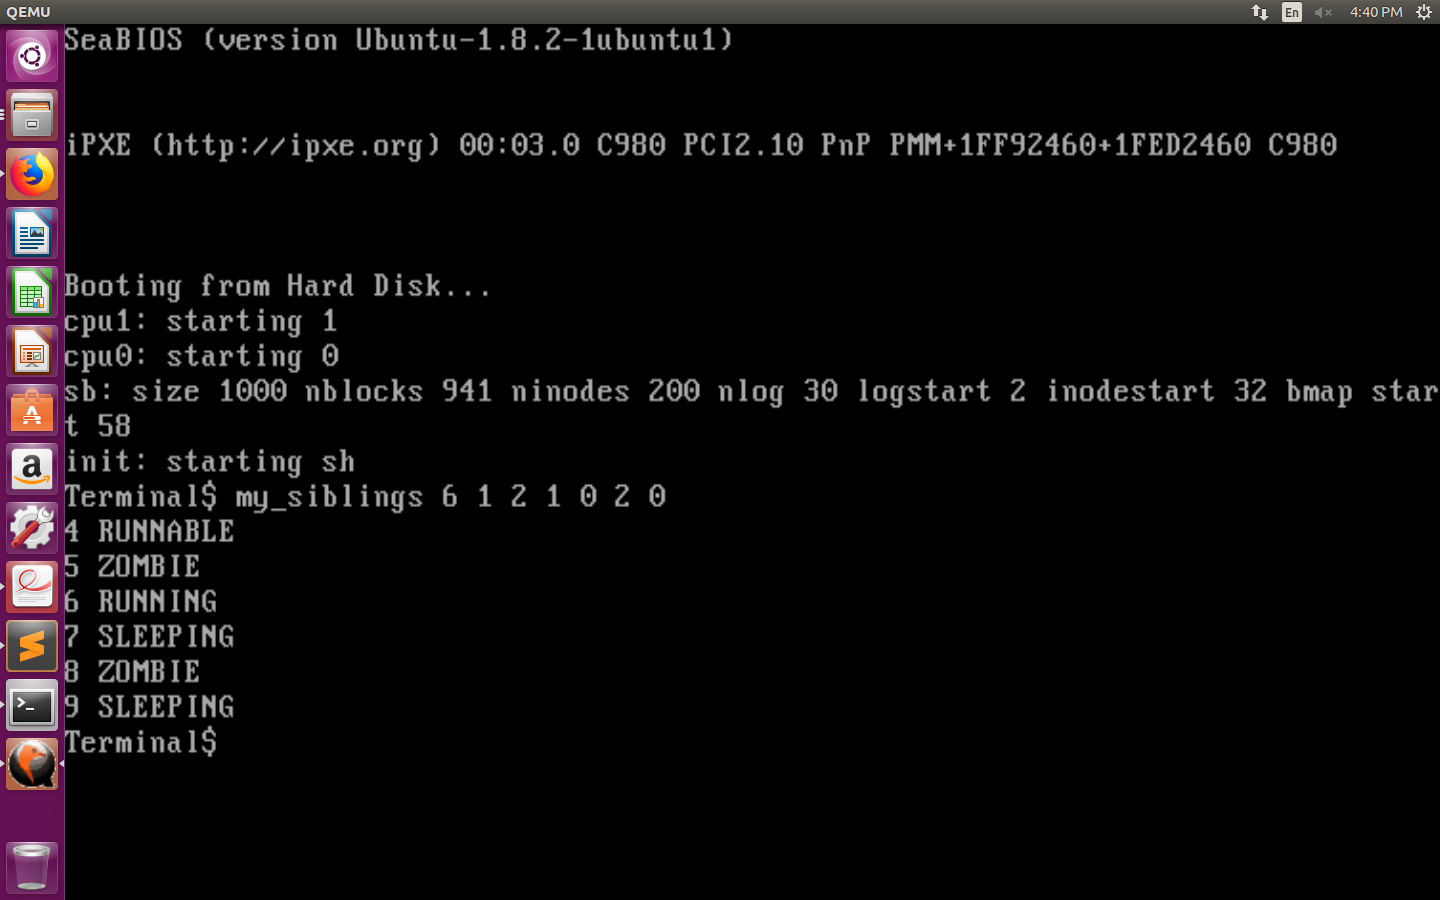 QEMU
En
4:40 PM
SeaBIOS (version Ubuntu-1.8.2-1ubuntu1)
iPXE (http://ipxe.org) 00:03.0 C980 PCI2.10 PnP PMM+1FF92460+1FED2460 C980
Booting from Hard Disk...
cpu1: starting 1
cpu0: starting 0
sb: size 1000 nblocks 941 ninodes 200 nlog 30 logstart 2 inodestart 32 bmap star
t 58
init: starting sh
Terminal$ my_siblings 6 1 2 1 0 2 0
4 RUNNABLE
5 ZOMBIE
6 RUNNING
7 SLEEPING
8 ZOMBIE
9 SLEEPING
Terminal$